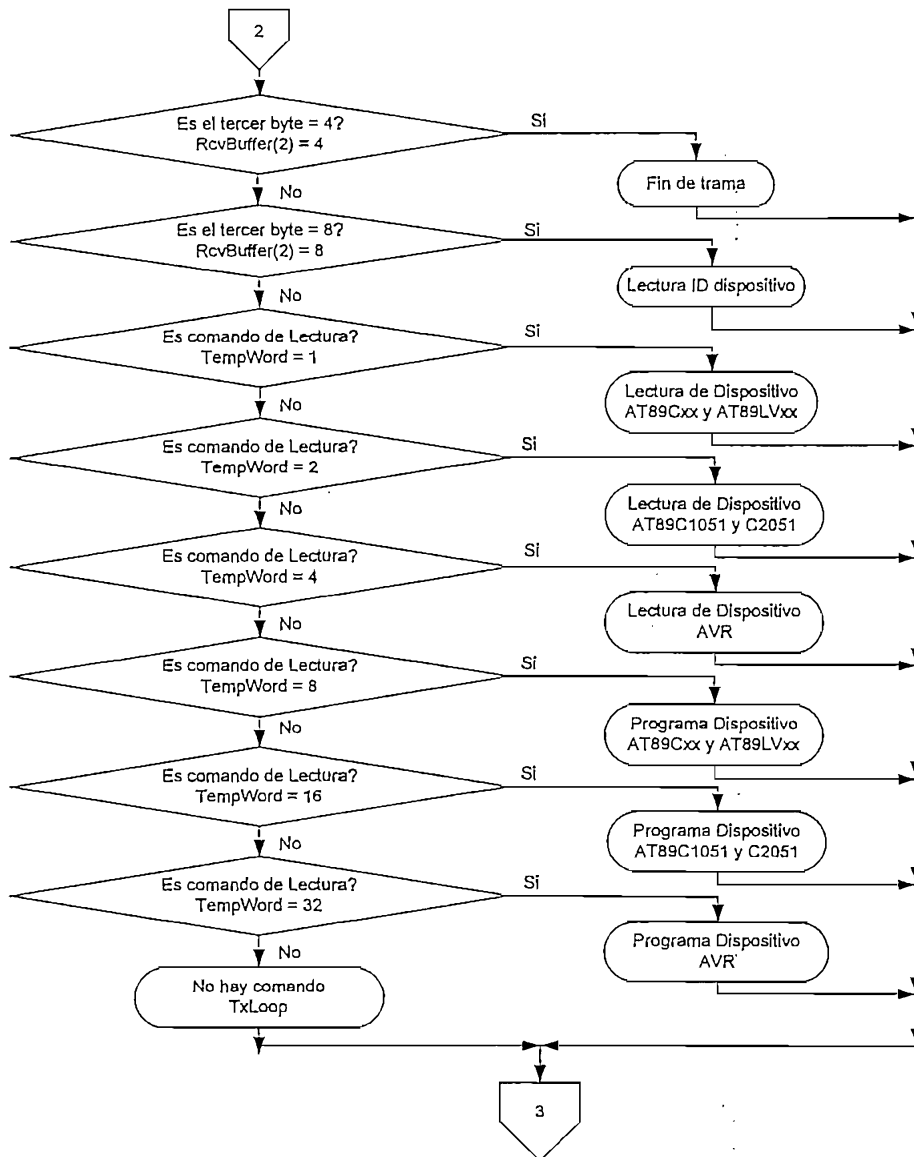 2
Es el tercer byte = 4?
RcvBuffer(2) = 4
Si
Fin de trama
No
Es el tercer byte = 8?
RcvBuffer(2) = 8
Si
Lectura ID dispositivo
No
Es comando de Lectura?
TempWord = 1
Si
Lectura de Dispositivo
AT89Cxx y AT89LVxx
No
Es comando de Lectura?
TempWord = 2
Si
Lectura de Dispositivo
AT89C1051 y C2051
No
Es comando de Lectura?
TempWord = 4
Si
Lectura de Dispositivo
AVR
No
Es comando de Lectura?
TempWord = 8
Si
Programa Dispositivo
AT89Cxx y AT89LVxx
No
Es comando de Lectura?
TempWord = 16
Si
Programa Dispositivo
AT89C1051 y C2051
No
Es comando de Lectura?
TempWord = 32
Si
Programa Dispositivo
AVR
No
No hay comando
TxLoop
3